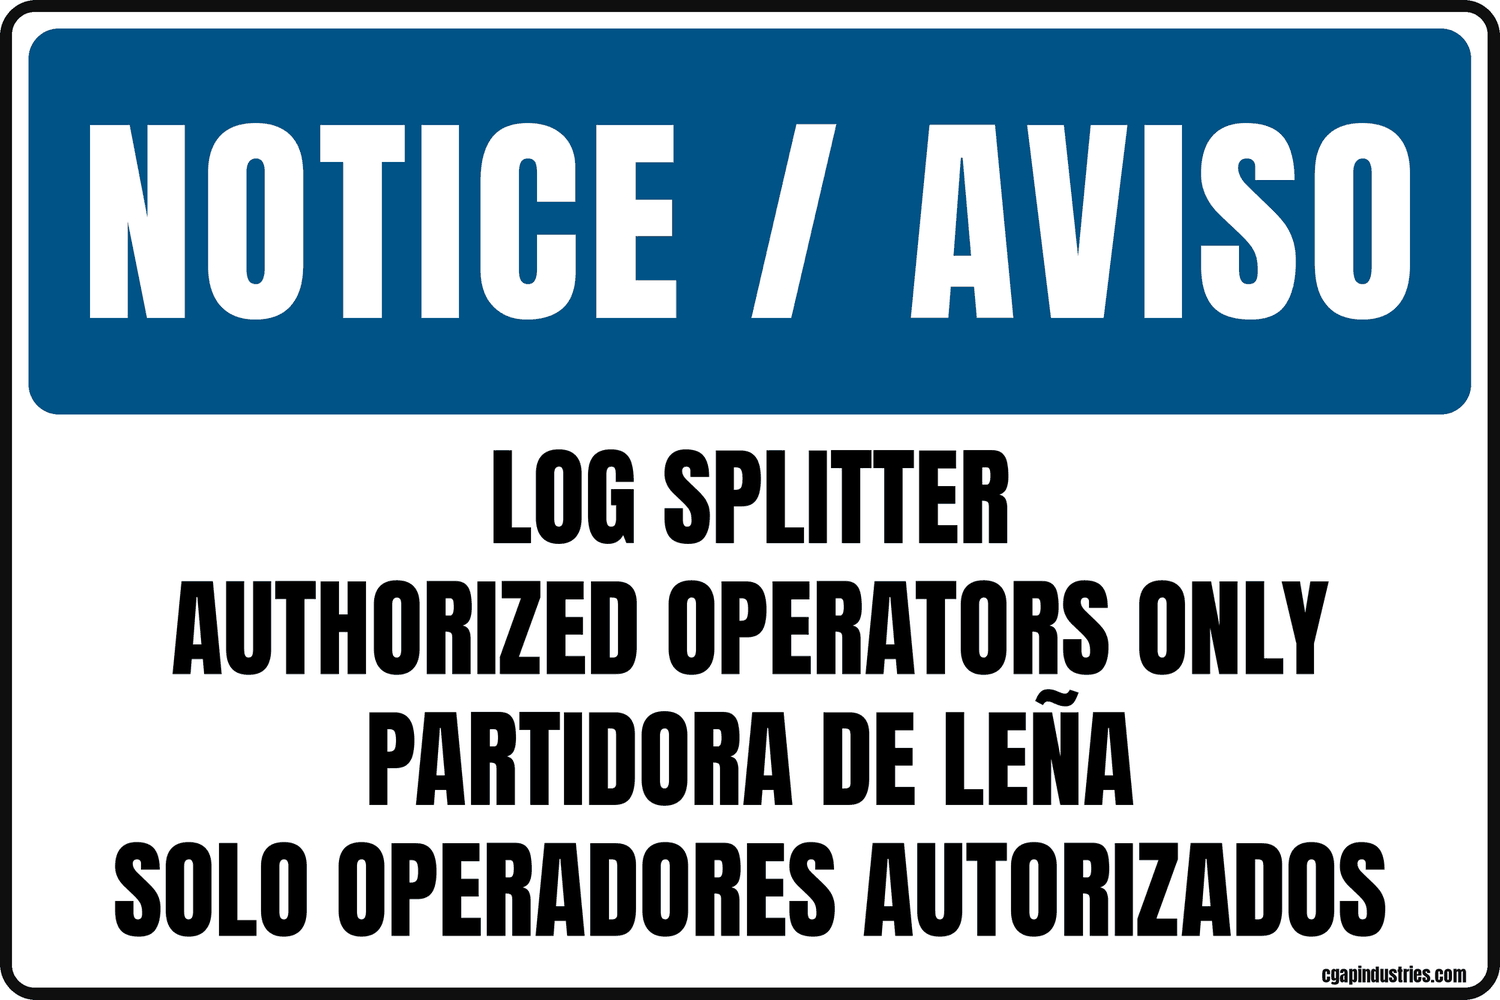 NOTICE / AVISO
LOG SPLITTER
AUTHORIZED OPERATORS ONLY
PARTIDORA DE LEÑA
SOLO OPERADORES AUTORIZADOS
cgapindustries.com